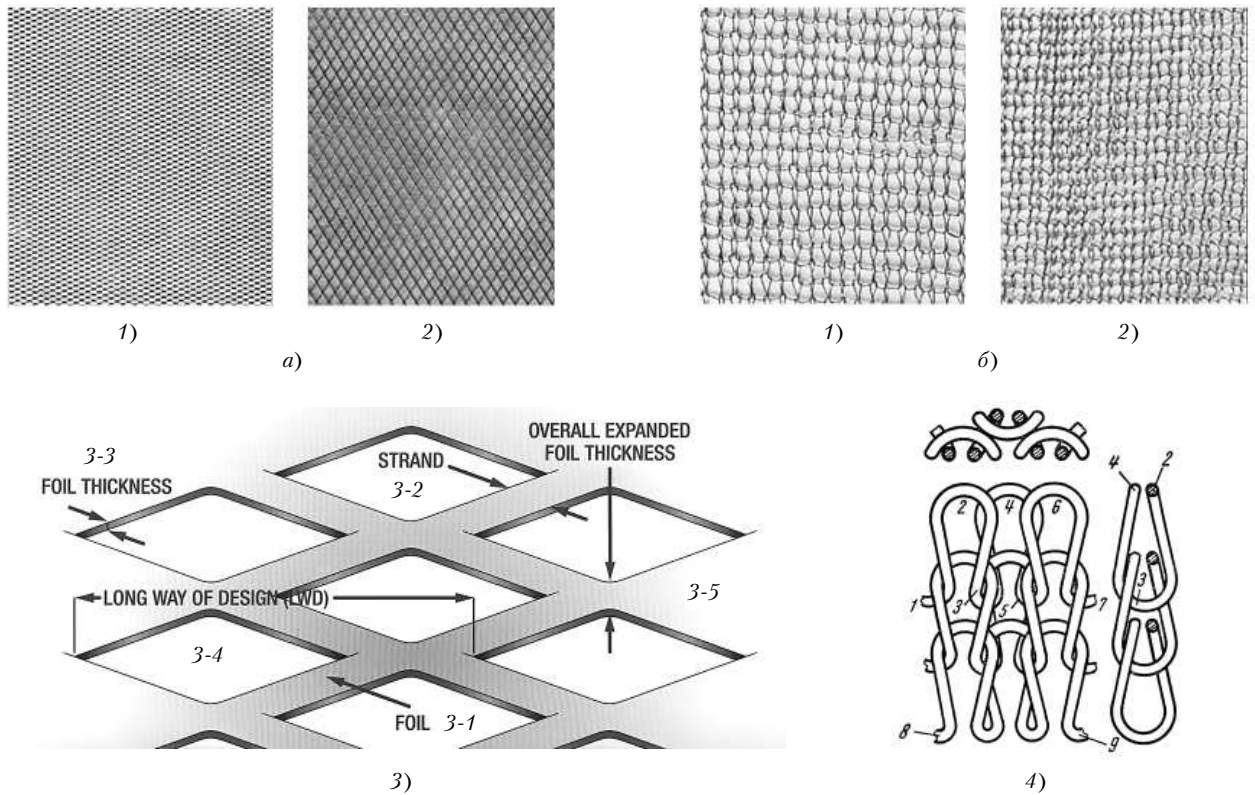 1)
2)
1)
2)
а)
б)
3-3
FOIL THICKNESS
STRAND
3-2
OVERALL EXPANDED
FOIL THICKNESS
LONG WAY OF DESIGN (LWD)
3-5
3-4
FOIL 3-1
3)
4
2
2
4
6
3
1
3
5
7
8
9
4)